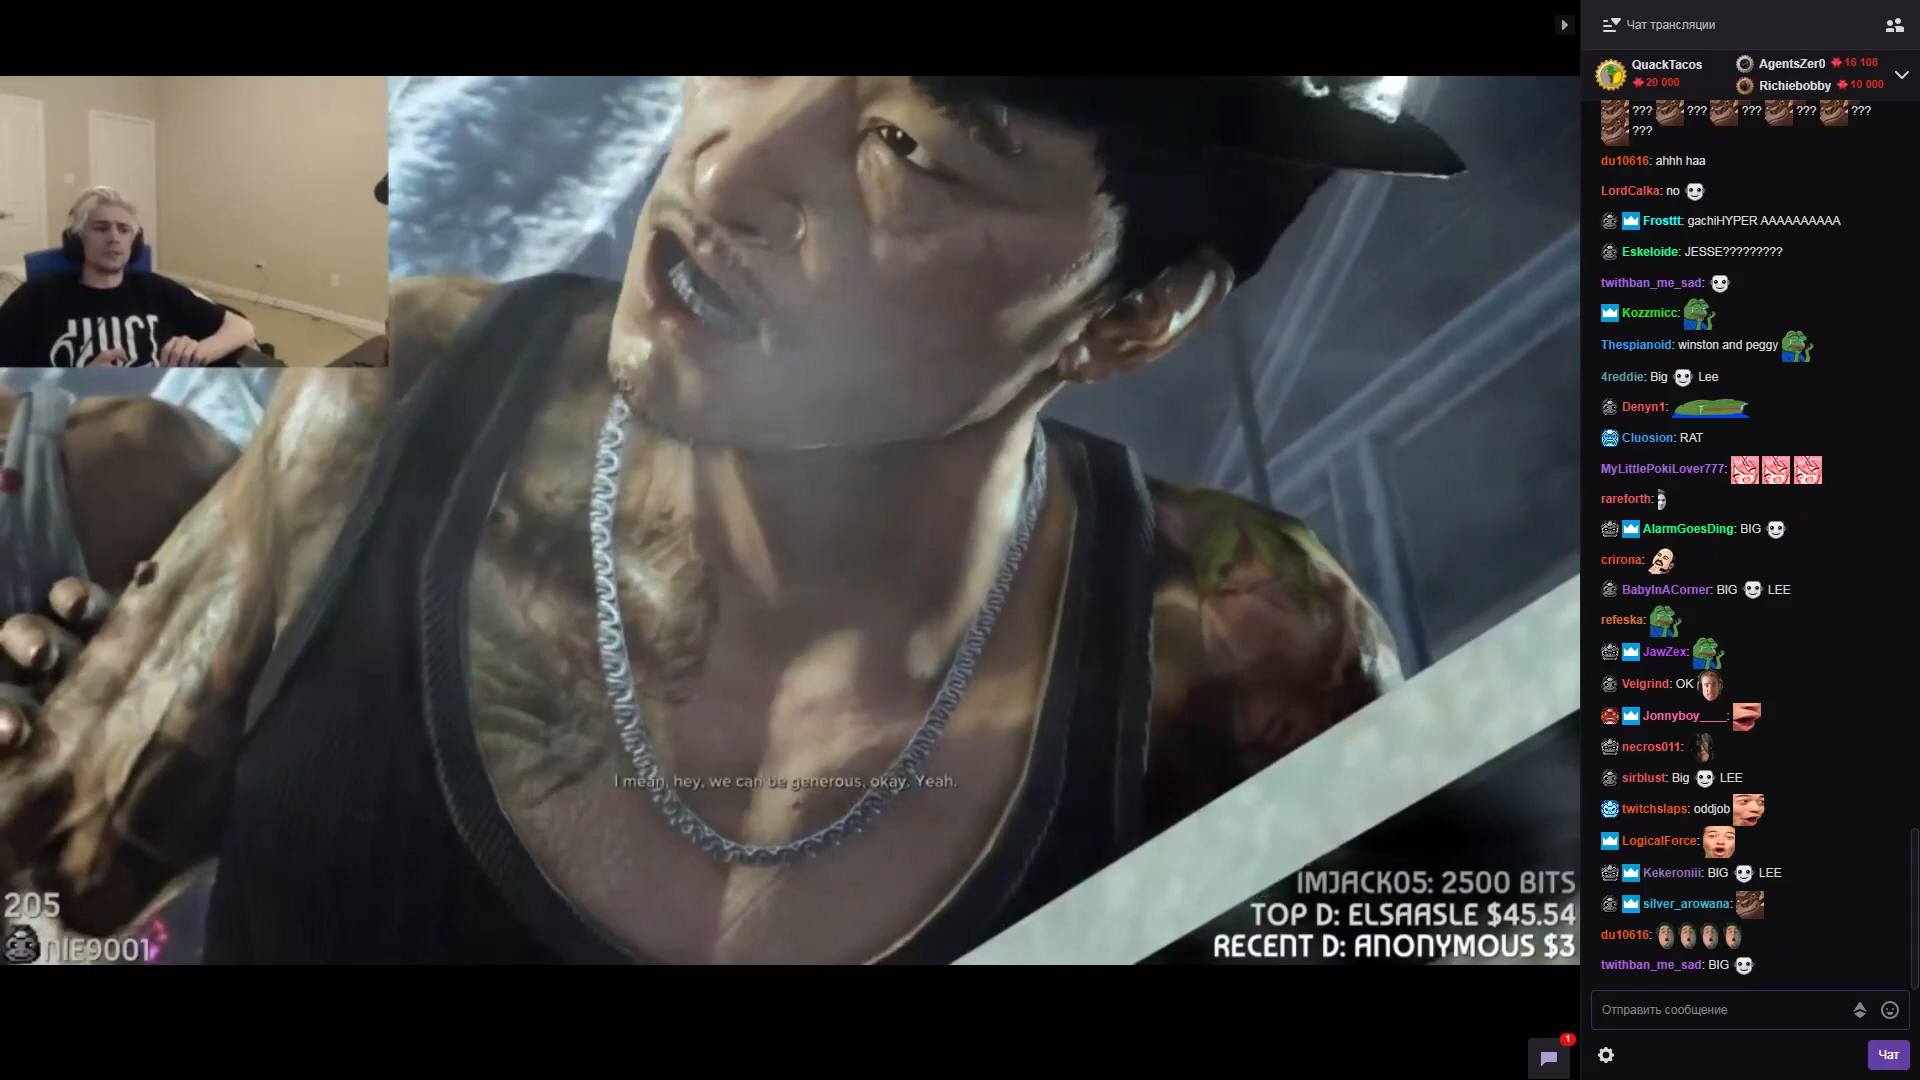 Чат трансляции
QuackTacos
20 000
AgentsZer0 16 108
Richiebobby 10 000
??? ??? ??? ??? ???
???
du10616: ahhh haa
LordCalka: no
Frosttt: gachiHYPER AAAAAAAAAA
Eskeloide: JESSE?????????
twithban_me_sad:
Kozzmicc:
Thespianoid: winston and peggy
4reddie: Big Lee
Denyn1:
Cluosion: RAT
MyLittlePokiLover777:
rareforth:
AlarmGoesDing: BIG
crirona:
BabyInACorner: BIG LEE
refeska:
JawZex:
Velgrind: OK
Jonnyboy____:
necros011:
sirblust: Big LEE
twitchslaps: oddjob
LogicalForce:
Kekeroniii: BIG LEE
silver_arowana:
du10616:
twithban_me_sad: BIG
Отправить сообщение
Чат
1
I mean, hey, we can be generous, okay. Yeah.
205
NIE9001
IMJACK05: 2500 BITS
TOP D: ELSAASLE $45.54
RECENT D: ANONYMOUS $3